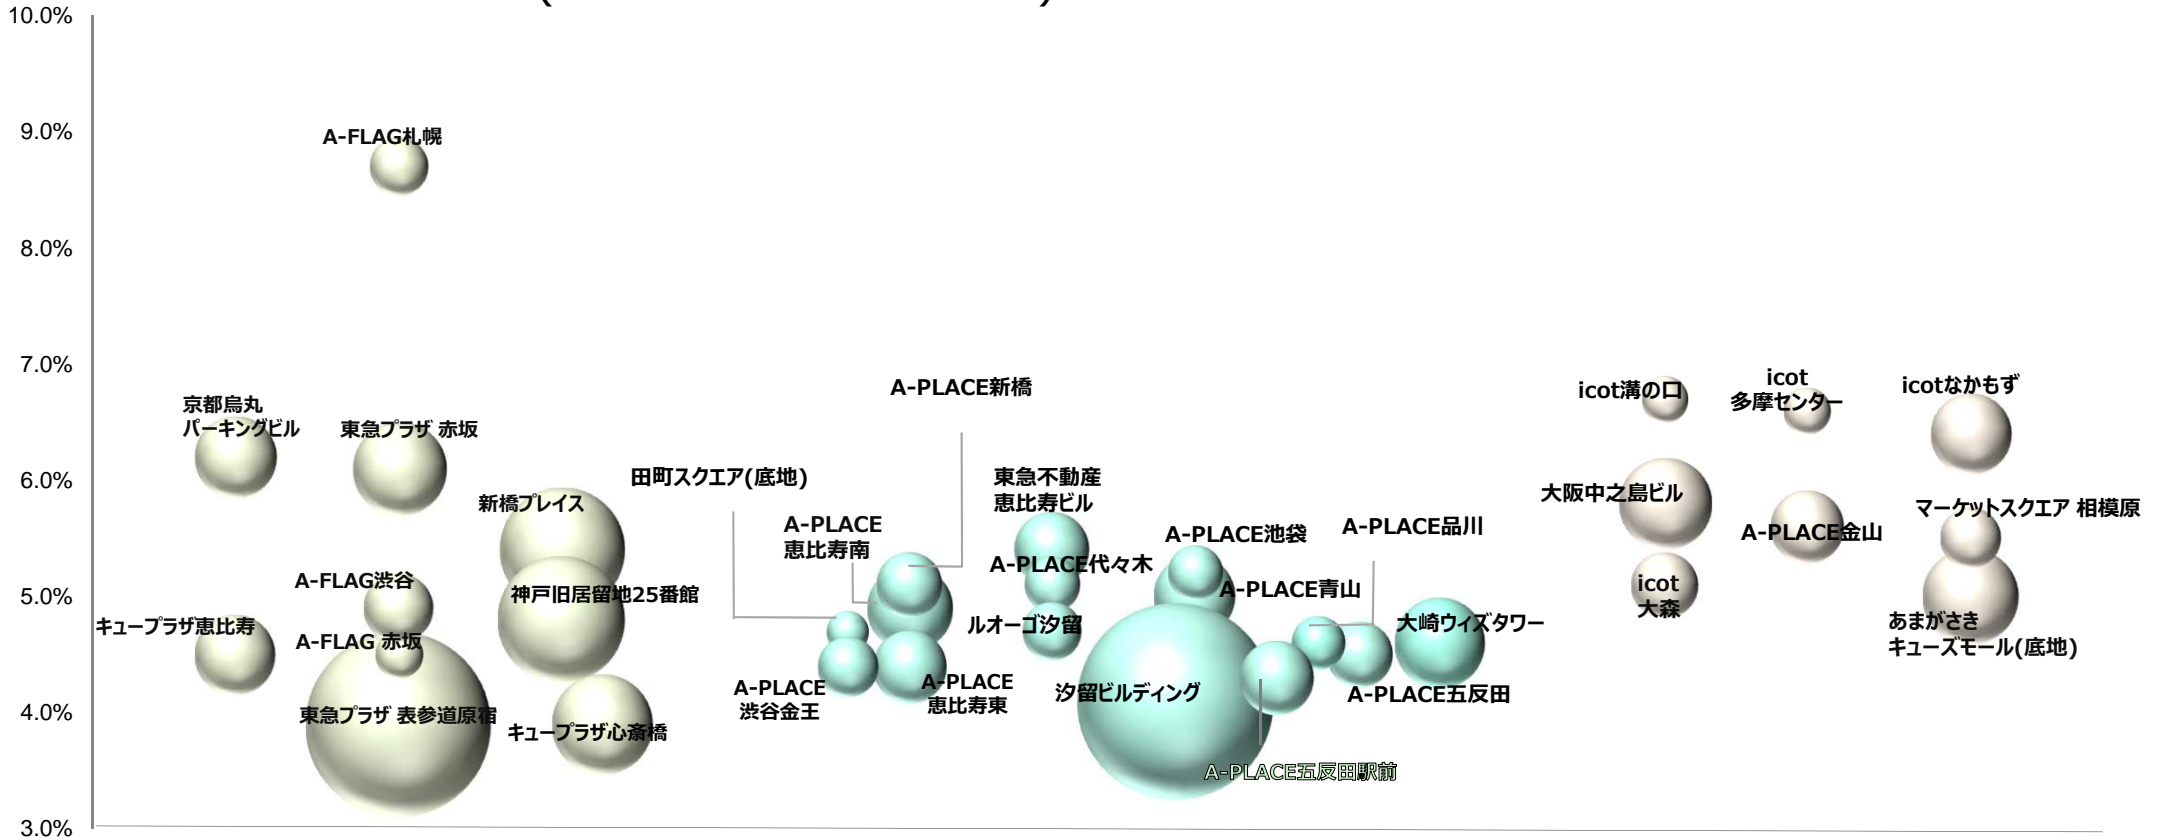 10.0%
9.0%
8.0%
7.0%
6.0%
5.0%
4.0%
3.0%
A-FLAG札幌
京都烏丸
パーキングビル
東急プラザ 赤坂
新橋プレイス
A-FLAG渋谷
神戸旧居留地25番館
キュープラザ恵比寿
A-FLAG 赤坂
東急プラザ 表参道原宿
キュープラザ心斎橋
A-PLACE新橋
田町スクエア(底地)
A-PLACE
恵比寿南
東急不動産
恵比寿ビル
A-PLACE代々木
ルオーゴ汐留
A-PLACE
渋谷金王
A-PLACE
恵比寿東
A-PLACE池袋
A-PLACE品川
A-PLACE青山
大崎ウィズタワー
汐留ビルディング
A-PLACE五反田
A-PLACE五反田駅前
icot溝の口
icot
多摩センター
icotなかもず
大阪中之島ビル
A-PLACE金山
マーケットスクエア 相模原
icot
大森
あまがさき
キューズモール(底地)